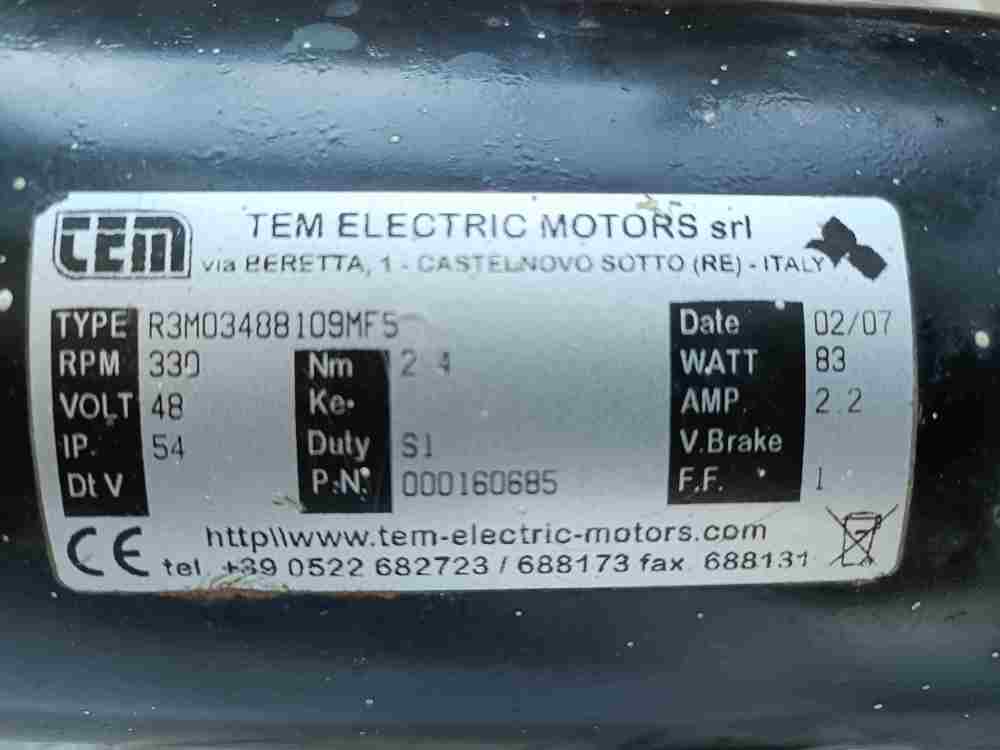 TEM
TEM ELECTRIC MOTORS srl
via BERETTA, 1 - CASTELNOVO SOTTO (RE) - ITALY
TYPE R3M03488109MF5 Date 02/07
RPM 330 Nm 2 4 WATT 83
VOLT 48 Ke. AMP. 2.2
IP. 54 Duty S1 V.Brake
Dt V P.N. 000160685 F.F. 1
CE http\\www.tem-electric-motors.com
tel. +39 0522 682723 / 688173 fax 688131